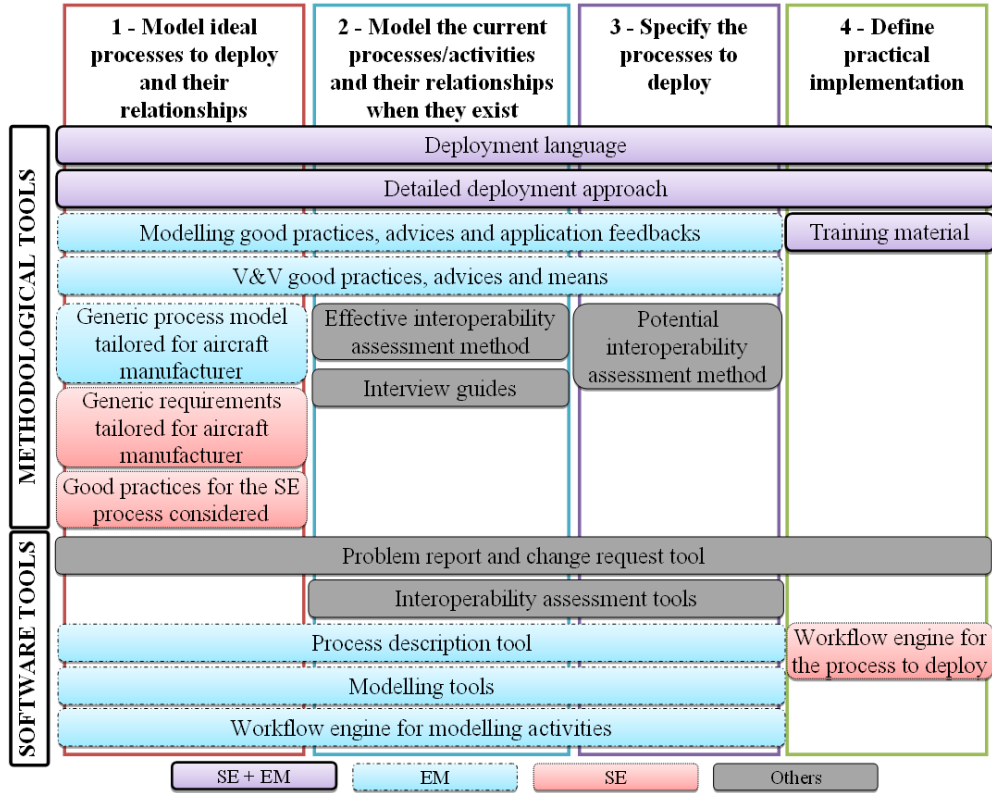 1 - Model ideal
processes to deploy
and their
relationships
2 - Model the current
processes/activities
and their relationships
when they exist
3 - Specify the
processes to
deploy
4 - Define
practical
implementation
METHODOLOGICAL TOOLS
Deployment language
Detailed deployment approach
Modelling good practices, advices and application feedbacks
Training material
V&V good practices, advices and means
Generic process model
tailored for aircraft
manufacturer
Effective interoperability
assessment method
Potential
interoperability
assessment method
Interview guides
Generic requirements
tailored for aircraft
manufacturer
Good practices for the SE
process considered
SOFTWARE TOOLS
Problem report and change request tool
Interoperability assessment tools
Process description tool
Workflow engine for
the process to deploy
Modelling tools
Workflow engine for modelling activities
SE + EM
EM
SE
Others